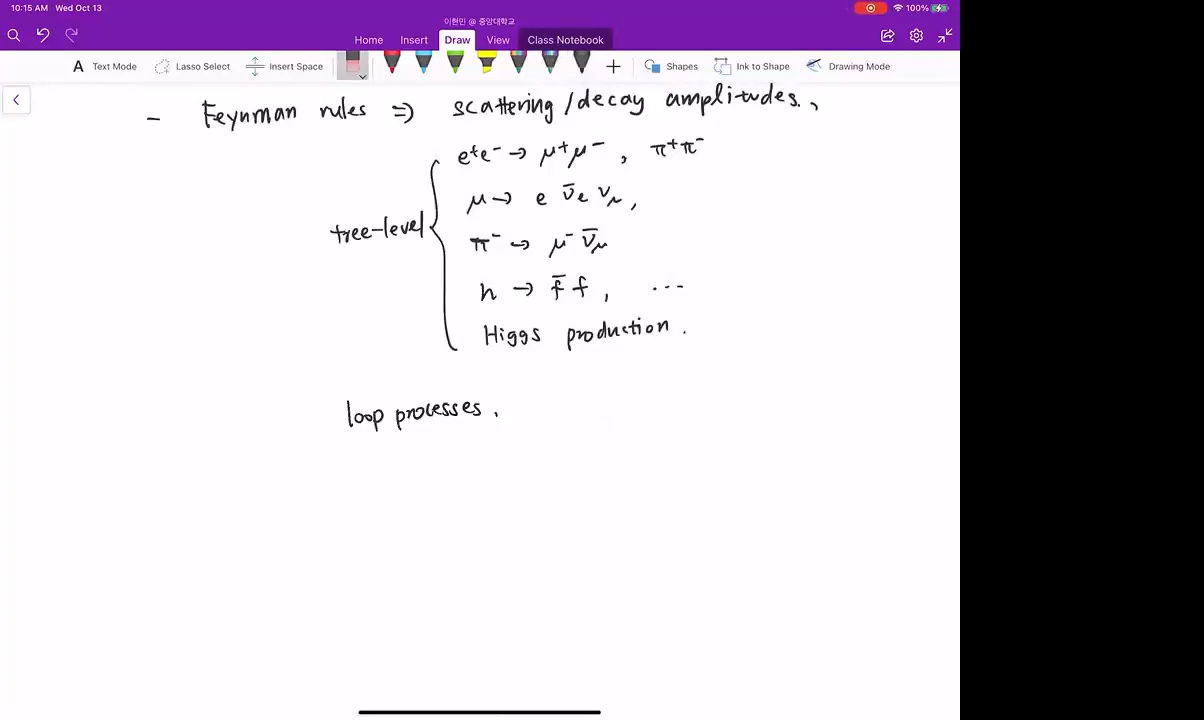 10:15 AM Wed Oct 13
100%
이현민 @ 중앙대학교
Home Insert Draw View Class Notebook
A Text Mode Lasso Select Insert Space + Shapes Ink to Shape Drawing Mode
- Feynman rules ⇒ scattering/decay amplitudes.,
e⁺e⁻ → μ⁺μ⁻, π⁺π⁻
μ → e ν̄e νμ,
tree-level {
π⁻ → μ⁻ ν̄μ
h → f̄ f, ...
Higgs production.
loop processes.